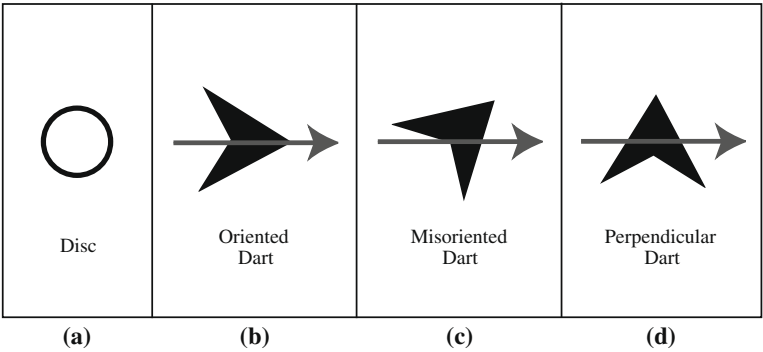 Disc
Oriented
Dart
Misoriented
Dart
Perpendicular
Dart
(a)
(b)
(c)
(d)